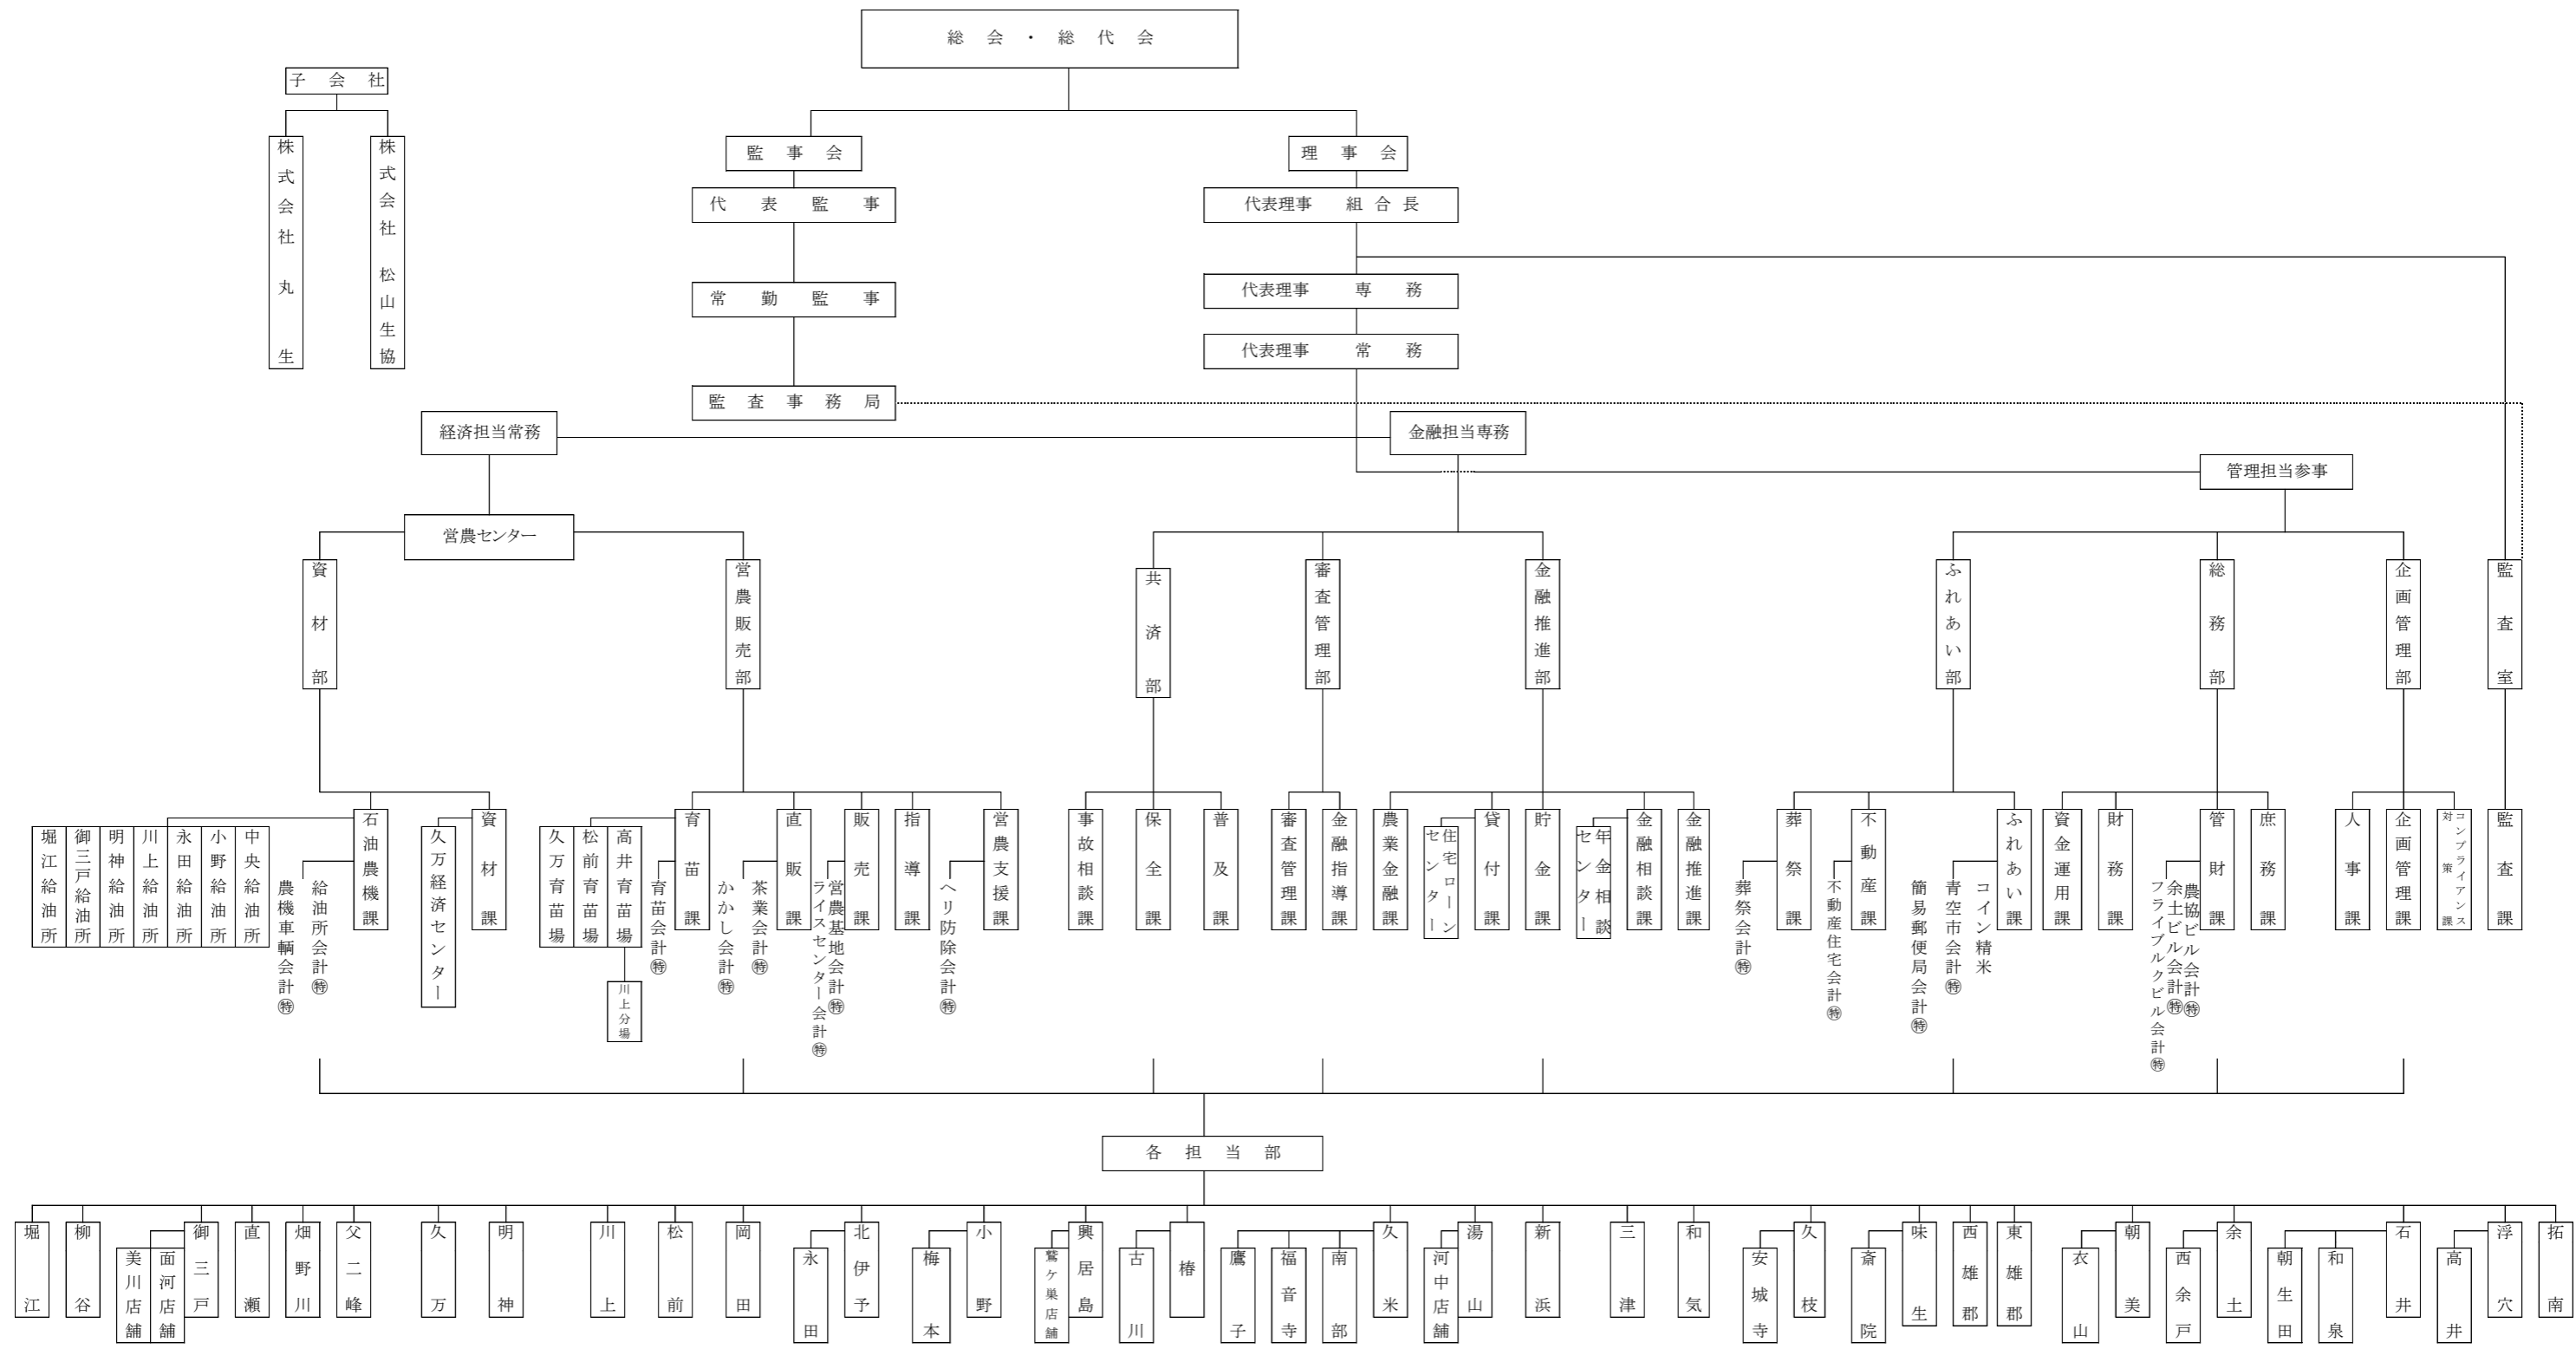 総会・総代会
子会社
株式会社 丸生
株式会社 松山生協
監事会
理事会
代表監事
代表理事 組合長
常勤監事
代表理事 専務
代表理事 常務
監査事務局
経済担当常務
金融担当専務
管理担当参事
営農センター
資材部
営農販売部
共済部
審査管理部
金融推進部
ふれあい部
総務部
企画管理部
監査室
堀江給油所
御三戸給油所
明神給油所
川上給油所
永田給油所
小野給油所
中央給油所
石油農機課
農機車輌会計㊕
給油所会計㊕
資材課
久万経済センター
久万育苗場
松前育苗場
高井育苗場
川上分場
育苗課
育苗会計㊕
直販課
かかし会計㊕
茶業会計㊕
販売課
ライスセンター会計㊕
営農基地会計㊕
指導課
営農支援課
ヘリ防除会計㊕
事故相談課
保全課
普及課
審査管理課
金融指導課
農業金融課
貸付課
住宅ローン
センター
貯金課
年金相談
センター
金融相談課
金融推進課
葬祭課
葬祭会計㊕
不動産課
不動産住宅会計㊕
ふれあい課
簡易郵便局会計㊕
青空市会計㊕
コイン精米
資金運用課
財務課
管財課
農協ビル会計㊕
余土ビル会計㊕
フライブルクビル会計㊕
庶務課
人事課
企画管理課
コンプライアンス
対策課
監査課
各担当部
堀江
柳谷
御三戸
美川店舗
面河店舗
直瀬
畑野川
父二峰
久万
明神
川上
松前
岡田
北伊予
永田
小野
梅本
興居島
鷲ケ巣店舗
椿
古川
久米
鷹子
福音寺
南部
湯山
河中店舗
新浜
三津
和気
久枝
安城寺
味生
斎院
西雄郡
東雄郡
朝美
衣山
余土
西余戸
石井
朝生田
和泉
浮穴
高井
拓南